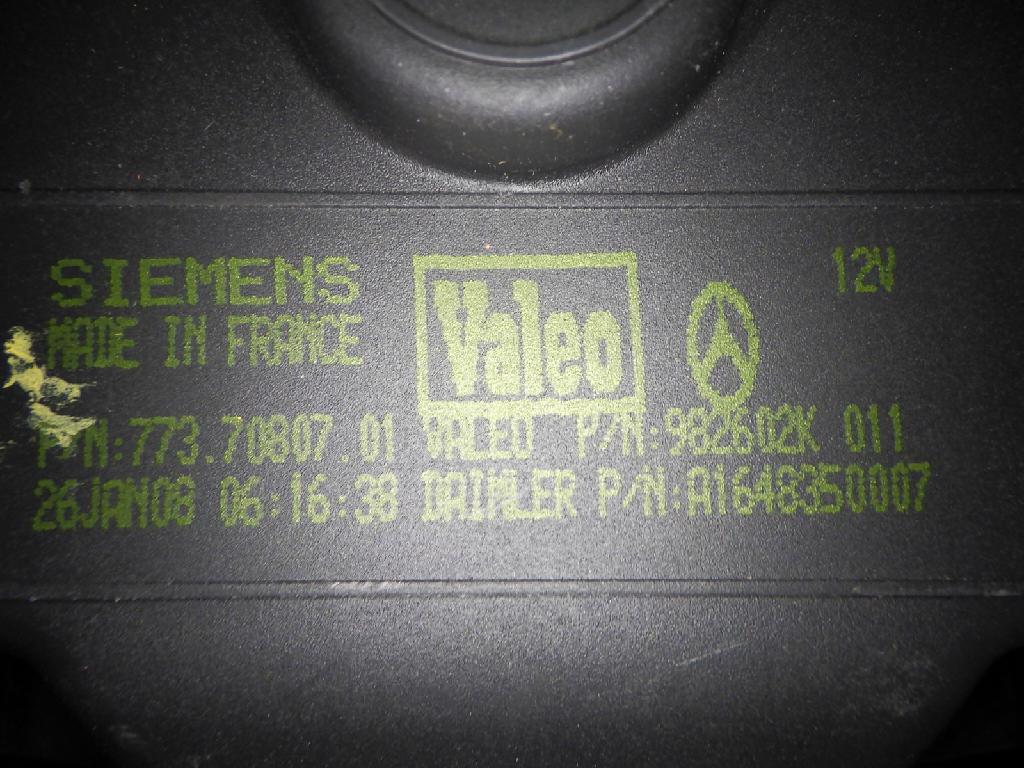 SIEMENS
MADE IN FRANCE
Valeo
12V
P/N:773.70807.01 VALEO P/N:982602K 011
26JAN08 06:16:38 DAIMLER P/N:A1648350007